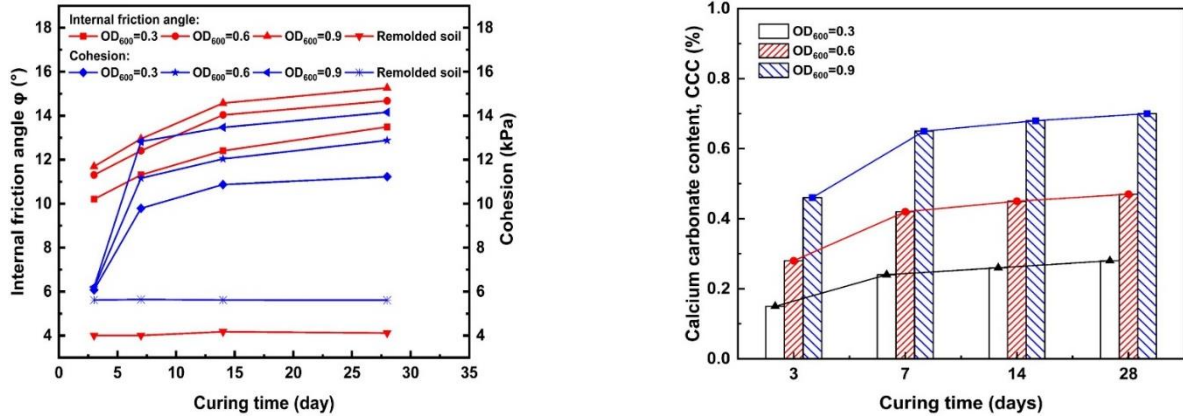 Internal friction angle:
OD600=0.3 OD600=0.6 OD600=0.9 Remolded soil
Cohesion:
OD600=0.3 OD600=0.6 OD600=0.9 Remolded soil
18
16
14
12
10
8
6
4
Internal friction angle φ (°)
18
16
14
12
10
8
6
4
Cohesion (kPa)
0 5 10 15 20 25 30 35
Curing time (day)
OD600=0.3
OD600=0.6
OD600=0.9
1.0
0.8
0.6
0.4
0.2
0.0
Calcium carbonate content, CCC (%)
3 7 14 28
Curing time (days)